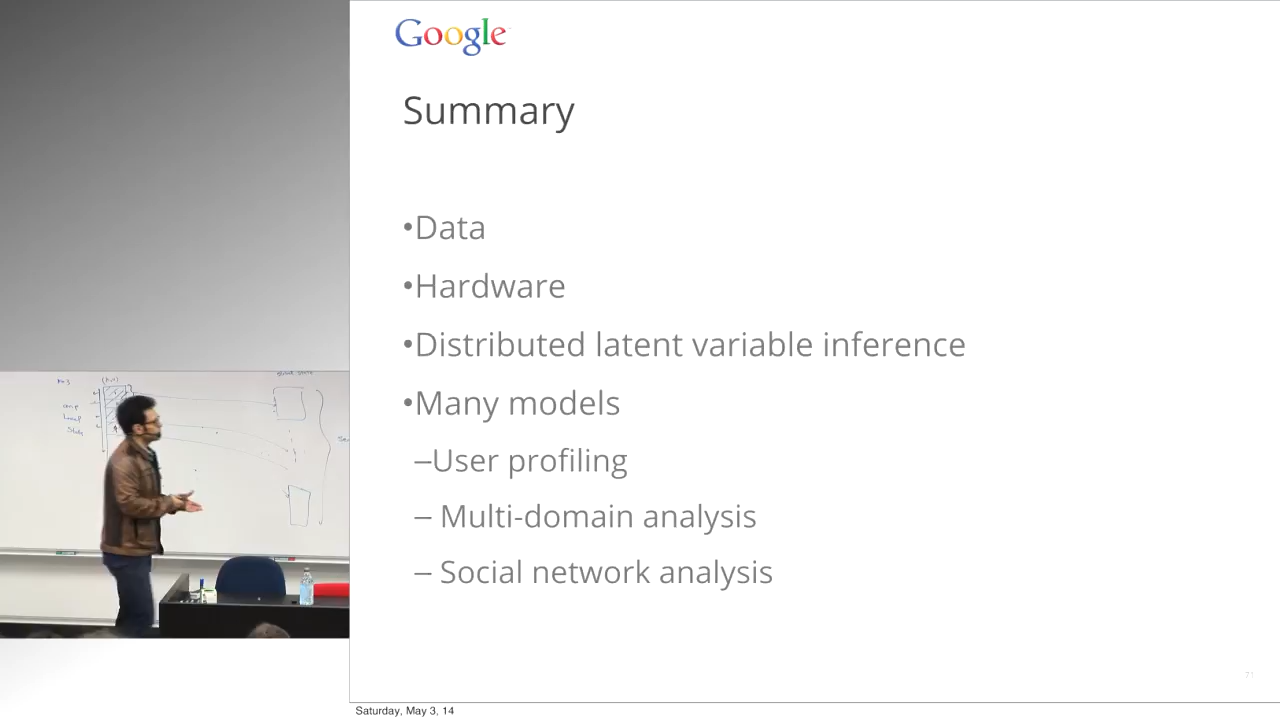 Google
Summary
•Data
•Hardware
•Distributed latent variable inference
•Many models
–User profiling
– Multi-domain analysis
– Social network analysis
71
Saturday, May 3, 14